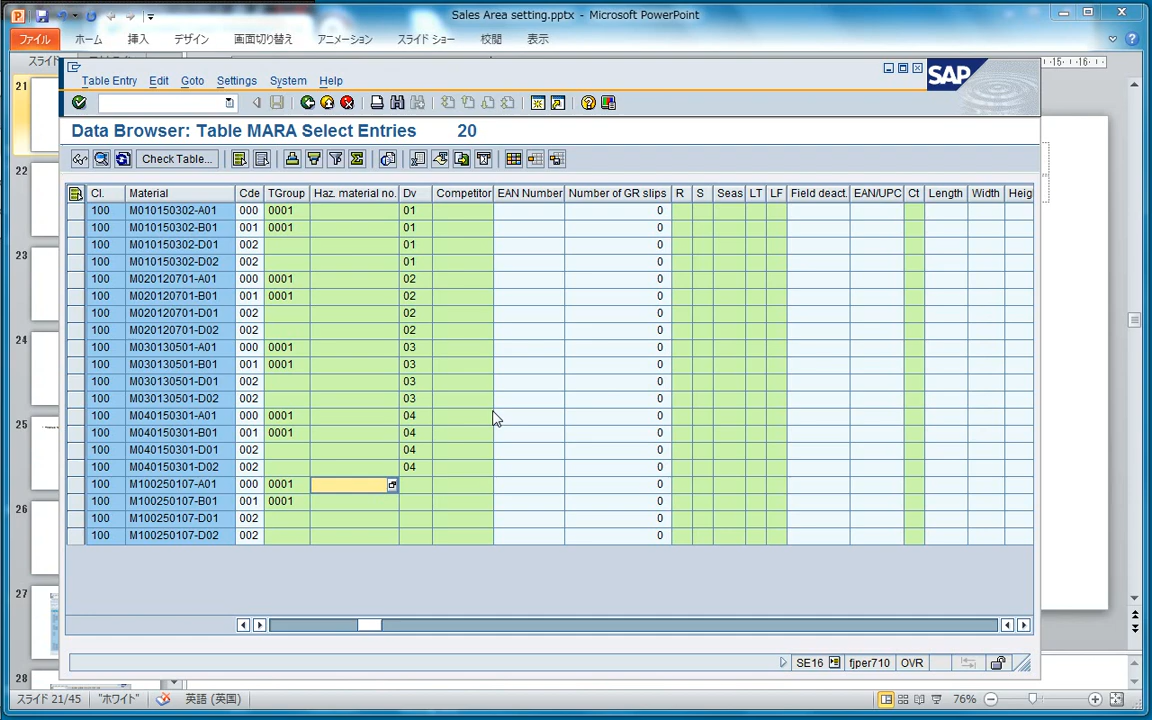 Sales Area setting.pptx - Microsoft PowerPoint
ファイル ホーム 挿入 デザイン 画面切り替え アニメーション スライド ショー 校閲 表示
Table Entry Edit Goto Settings System Help
SAP
Data Browser: Table MARA Select Entries 20
Check Table...
Cl. Material Cde TGroup Haz. material no. Dv Competitor EAN Number Number of GR slips R S Seas LT LF Field deact. EAN/UPC Ct Length Width Heig
100 M010150302-A01 000 0001 01 0
100 M010150302-B01 001 0001 01 0
100 M010150302-D01 002 01 0
100 M010150302-D02 002 01 0
100 M020120701-A01 000 0001 02 0
100 M020120701-B01 001 0001 02 0
100 M020120701-D01 002 02 0
100 M020120701-D02 002 02 0
100 M030130501-A01 000 0001 03 0
100 M030130501-B01 001 0001 03 0
100 M030130501-D01 002 03 0
100 M030130501-D02 002 03 0
100 M040150301-A01 000 0001 04 0
100 M040150301-B01 001 0001 04 0
100 M040150301-D01 002 04 0
100 M040150301-D02 002 04 0
100 M100250107-A01 000 0001 0
100 M100250107-B01 001 0001 0
100 M100250107-D01 002 0
100 M100250107-D02 002 0
SE16 fjper710 OVR
スライ
21
22
23
24
25
26
27
28
15 16
スライド 21/45 "ホワイト" 英語 (英国) 76%